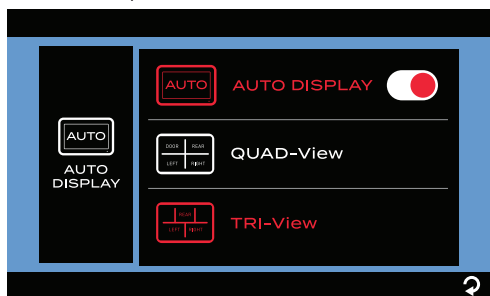 AUTO
AUTO
DISPLAY
AUTO
AUTO DISPLAY
DOOR REAR
LEFT RIGHT
QUAD-View
REAR
LEFT RIGHT
TRI-View